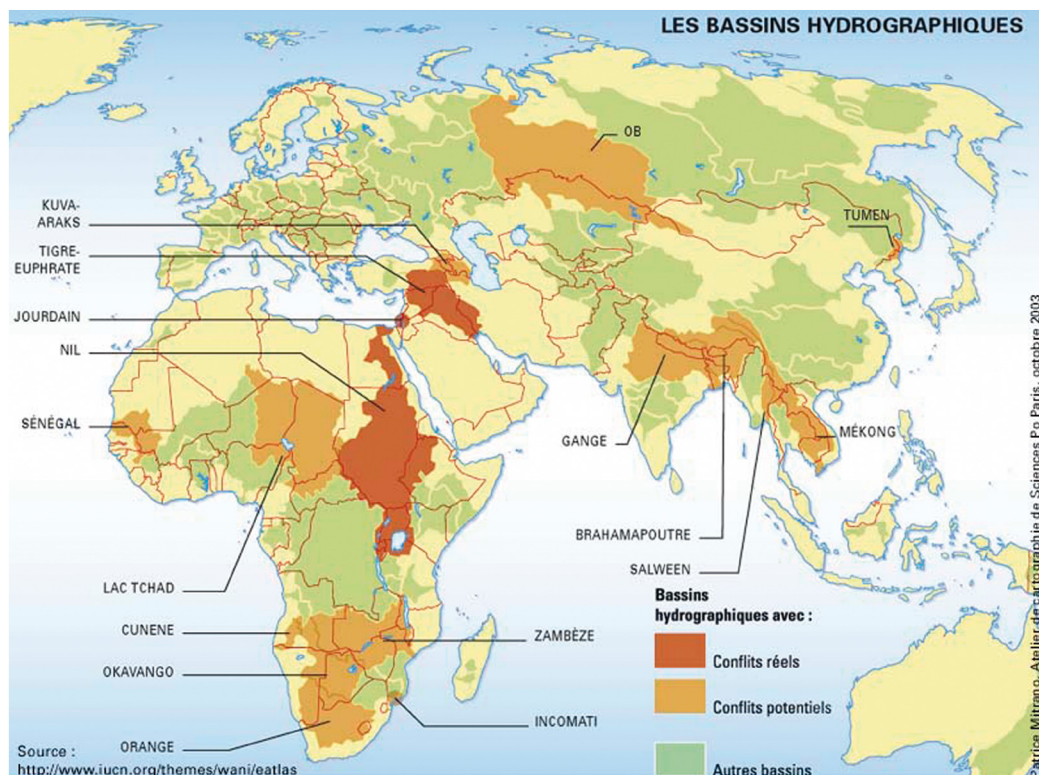 LES BASSINS HYDROGRAPHIQUES
OB
KUVA-
ARAKS
TUMEN
TIGRE-
EUPHRATE
JOURDAIN
NIL
SÉNÉGAL
GANGE
MÉKONG
BRAHAMAPOUTRE
SALWEEN
LAC TCHAD
CUNENE
ZAMBÈZE
OKAVANGO
INCOMATI
ORANGE
Bassins
hydrographiques avec :
Conflits réels
Conflits potentiels
Autres bassins
Source :
http://www.iucn.org/themes/wani/eatlas
Patrice Mitrano, Atelier de cartographie de Sciences Po Paris, octobre 2003